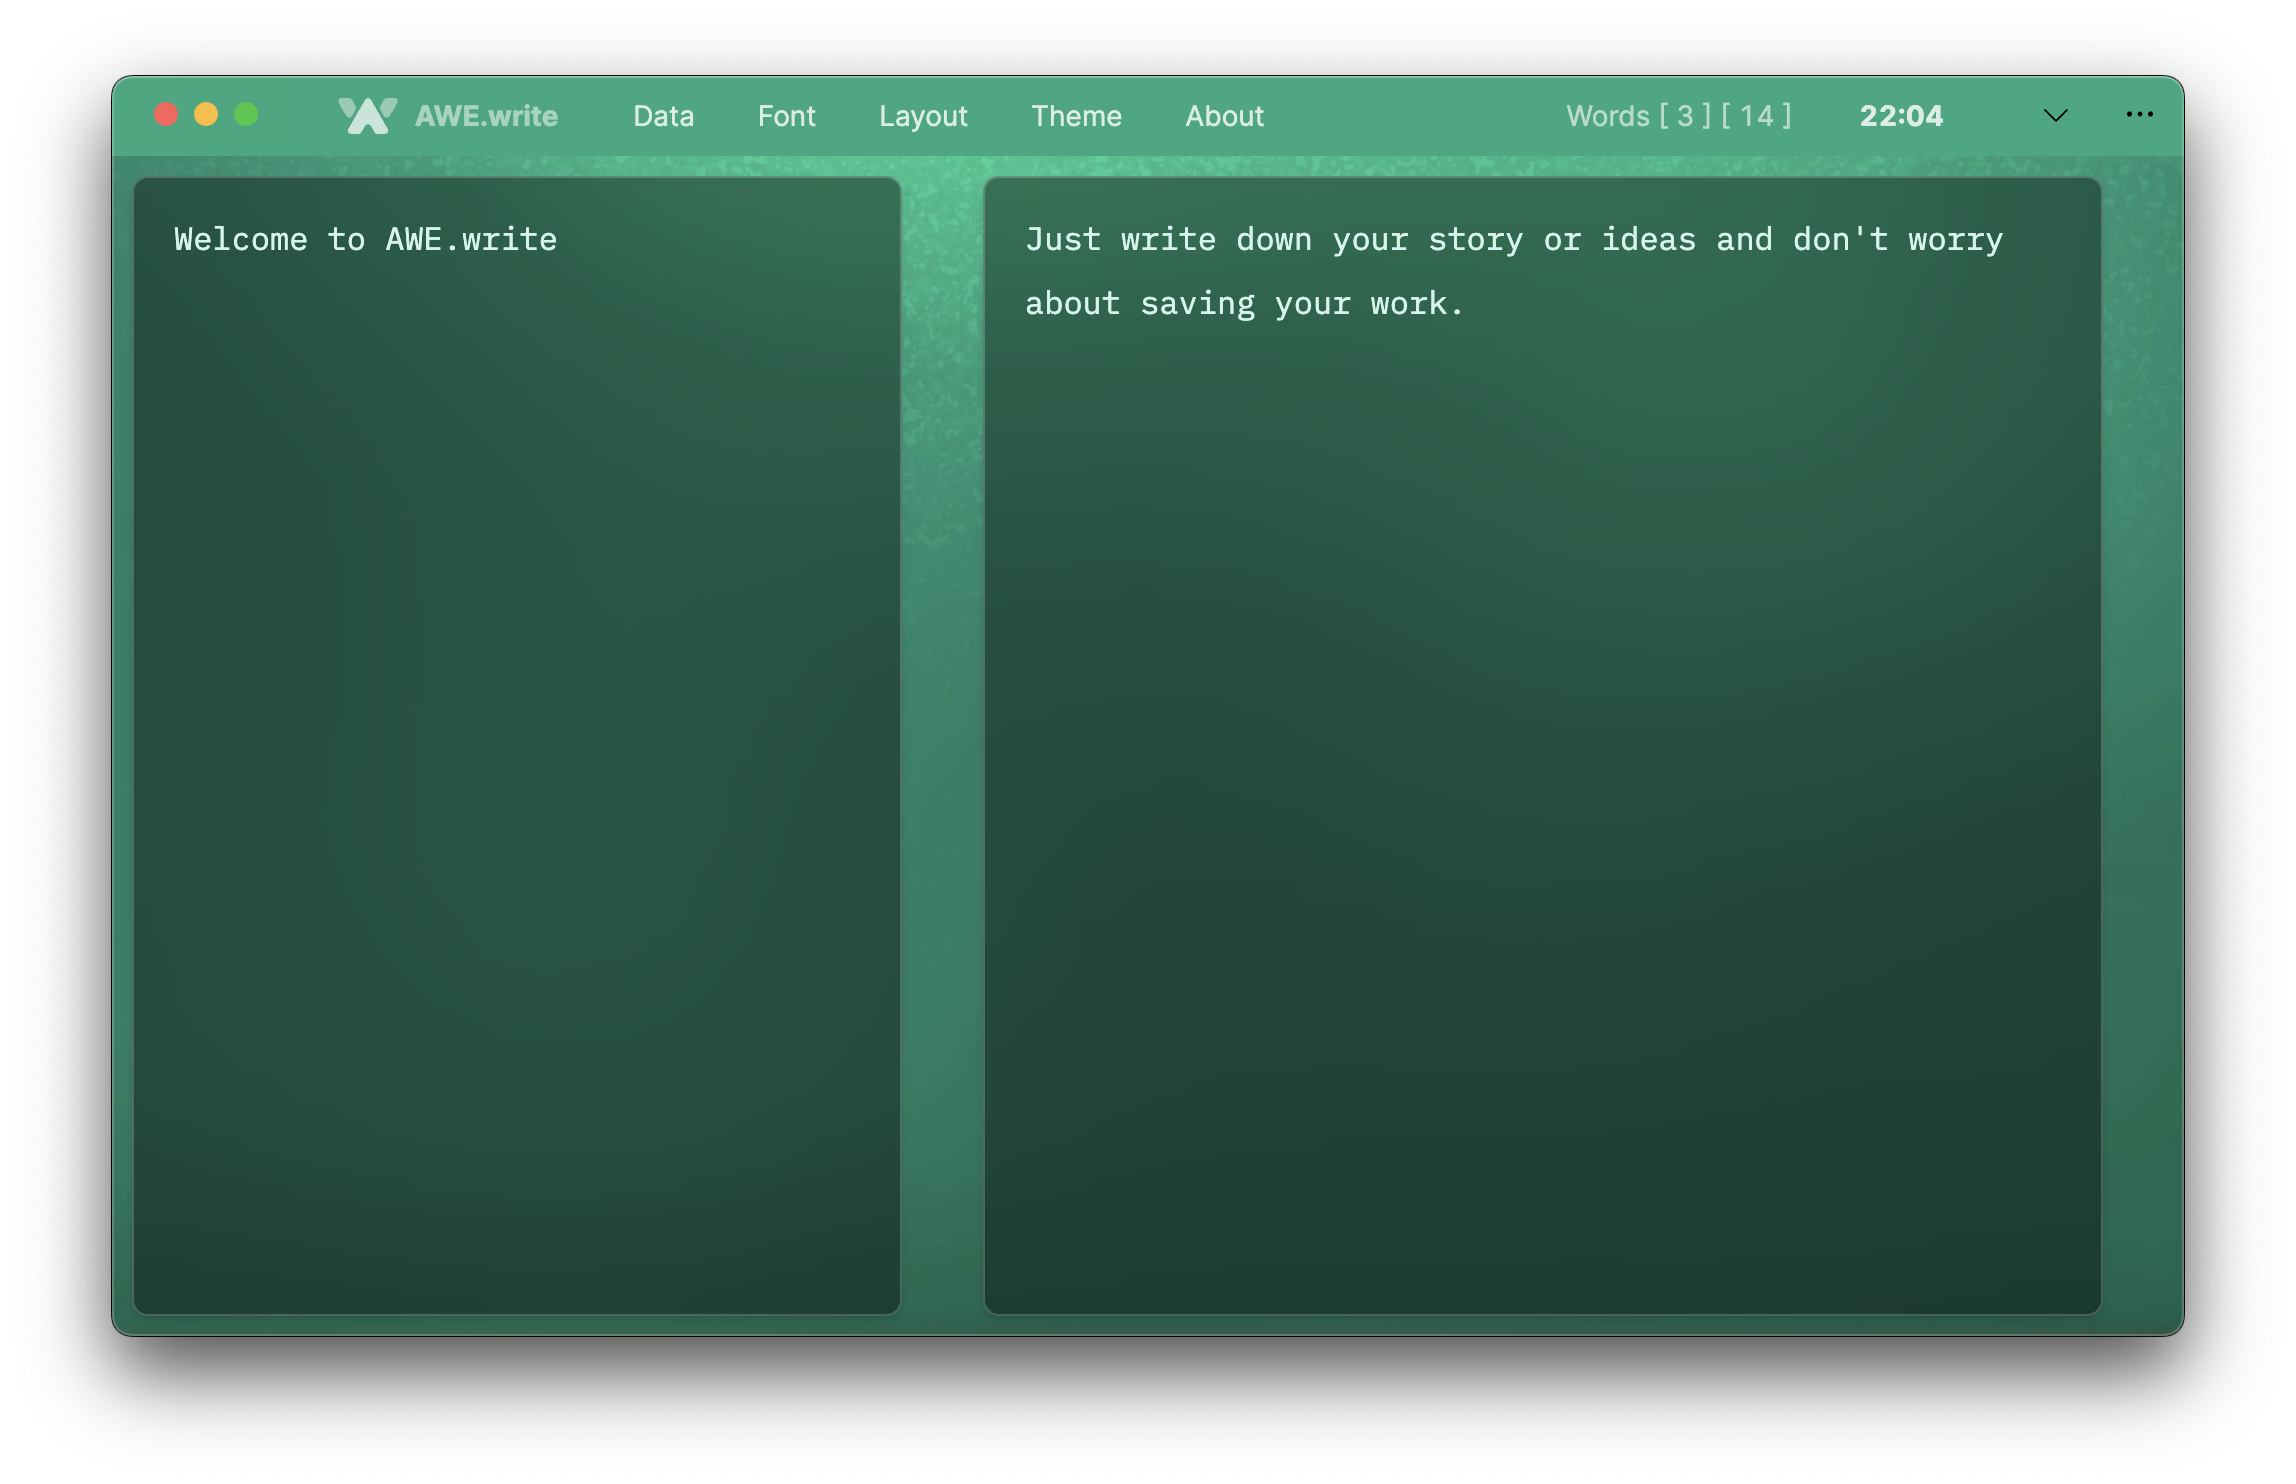 AWE.write Data Font Layout Theme About Words [ 3 ] [ 14 ] 22:04
Welcome to AWE.write
Just write down your story or ideas and don't worry
about saving your work.